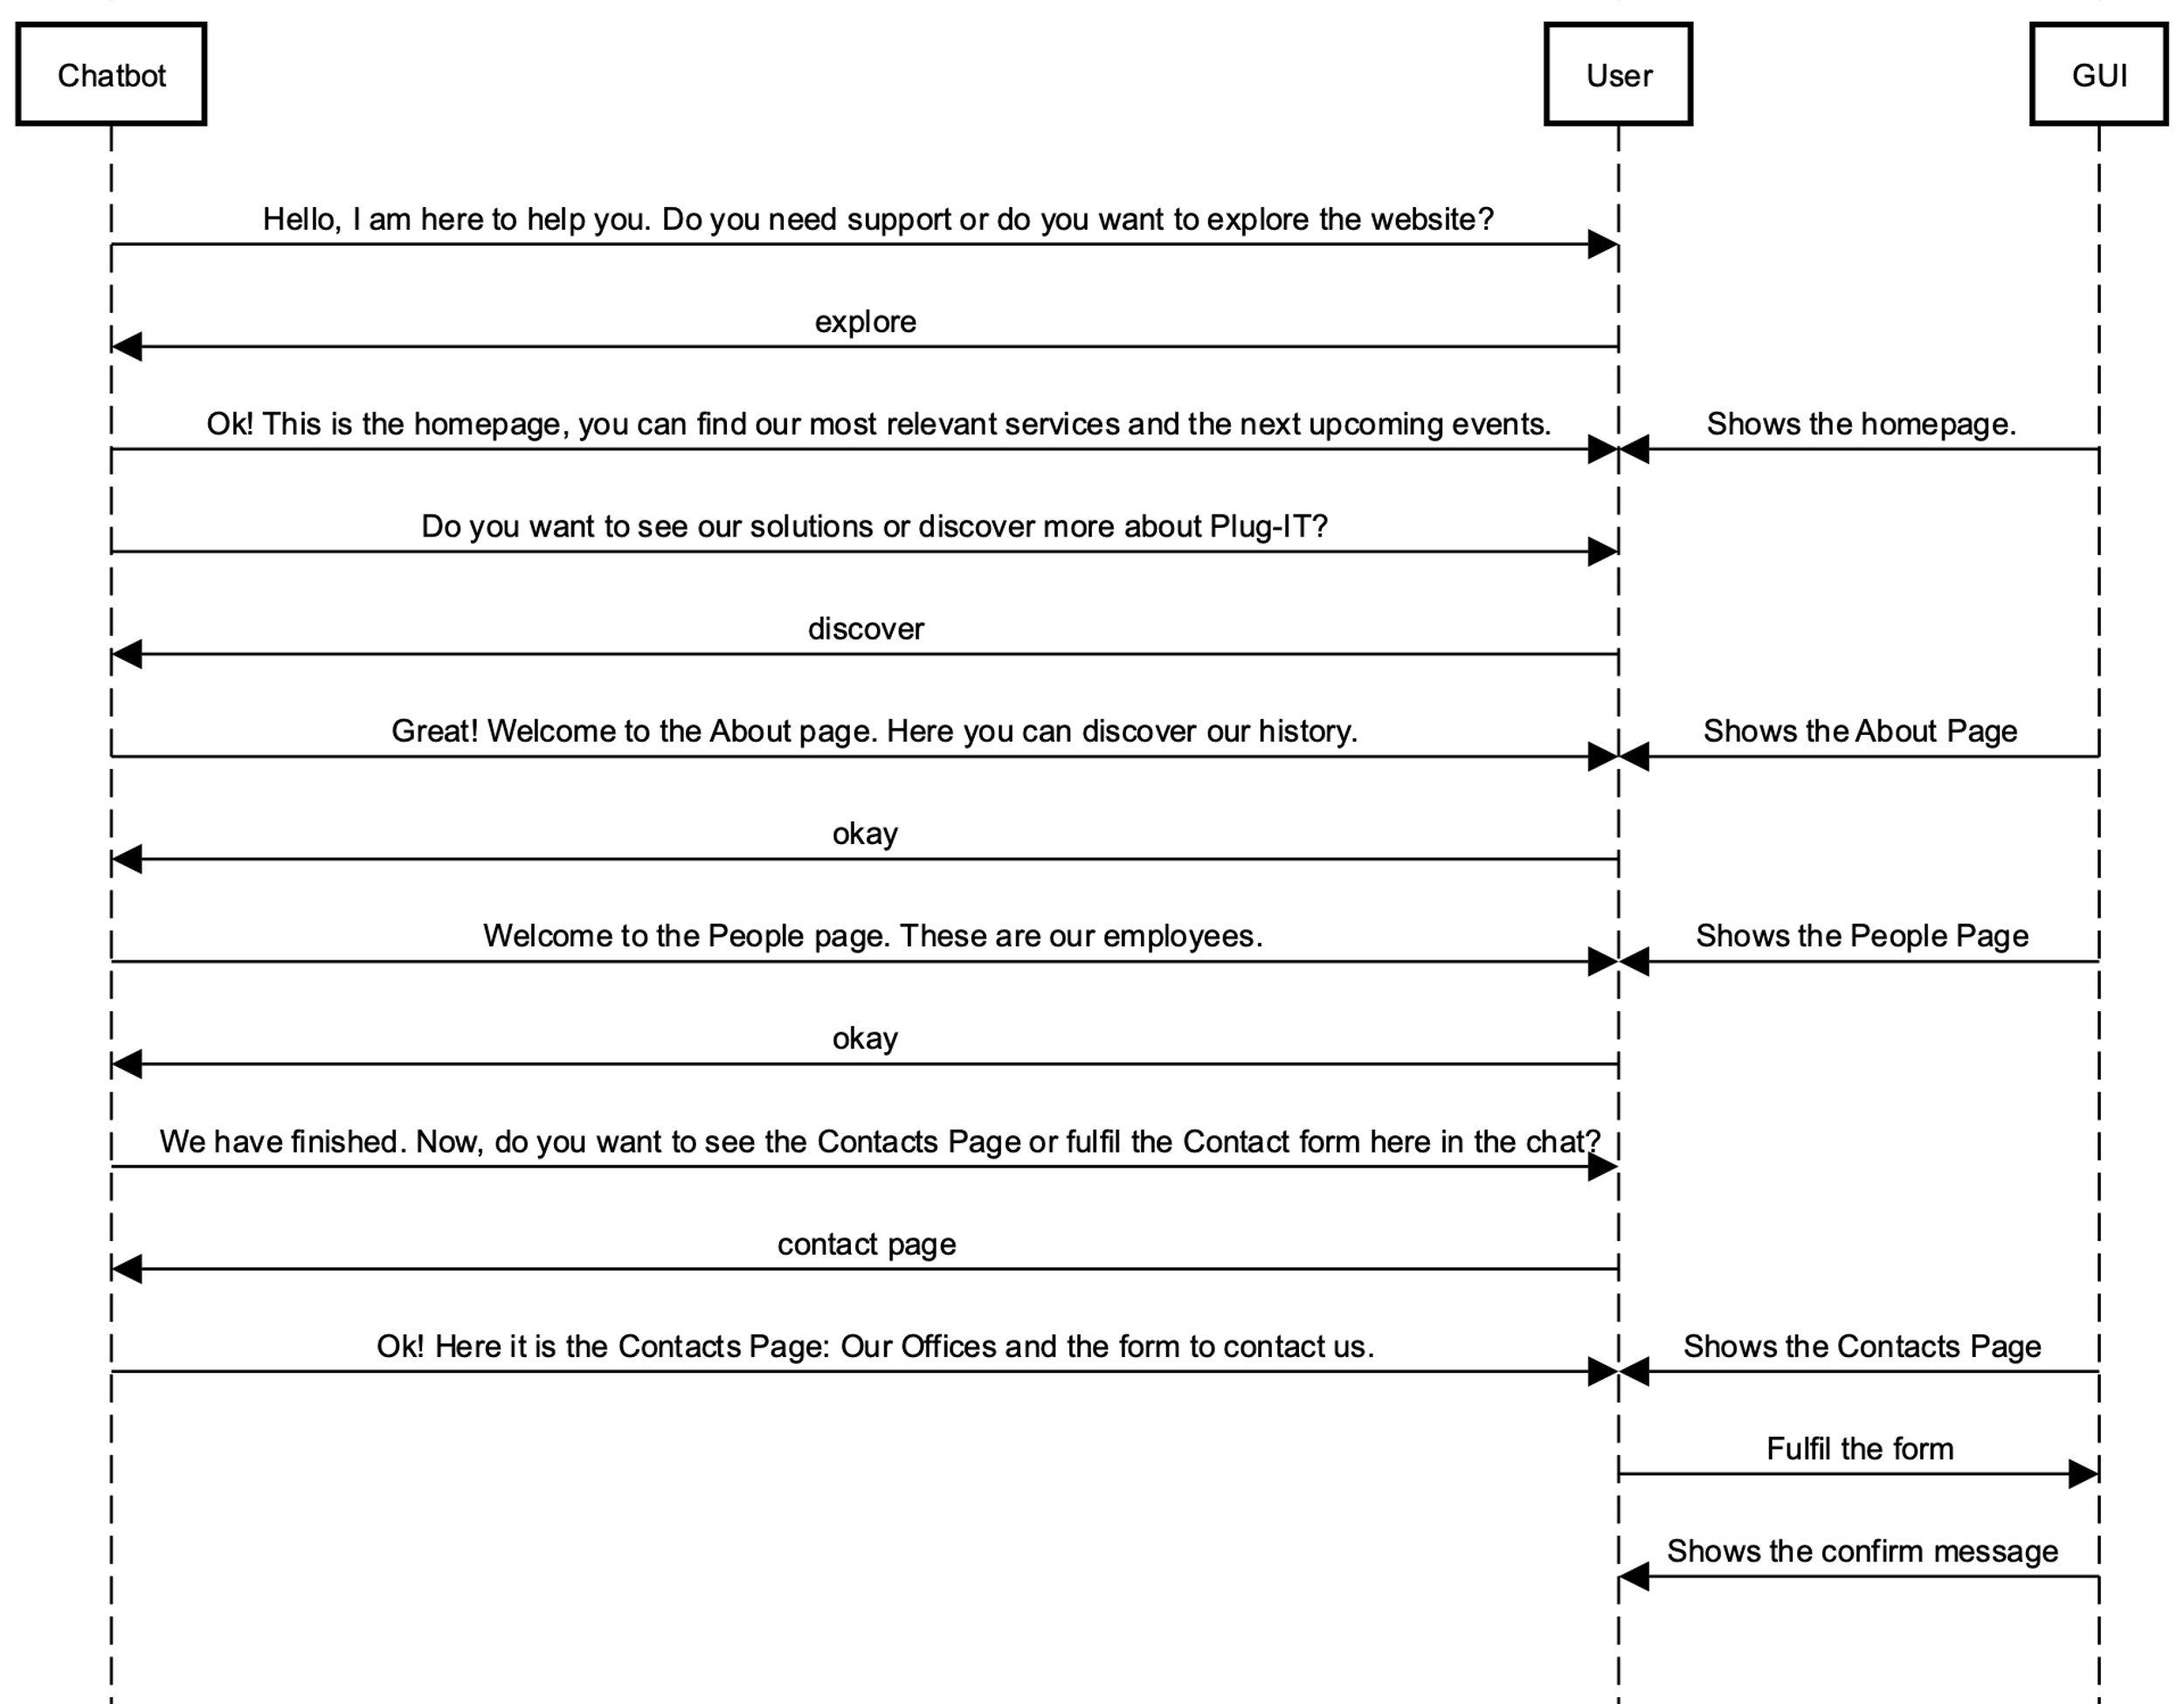 Chatbot
User
GUI
Hello, I am here to help you. Do you need support or do you want to explore the website?
explore
Ok! This is the homepage, you can find our most relevant services and the next upcoming events.
Shows the homepage.
Do you want to see our solutions or discover more about Plug-IT?
discover
Great! Welcome to the About page. Here you can discover our history.
Shows the About Page
okay
Welcome to the People page. These are our employees.
Shows the People Page
okay
We have finished. Now, do you want to see the Contacts Page or fulfil the Contact form here in the chat?
contact page
Ok! Here it is the Contacts Page: Our Offices and the form to contact us.
Shows the Contacts Page
Fulfil the form
Shows the confirm message